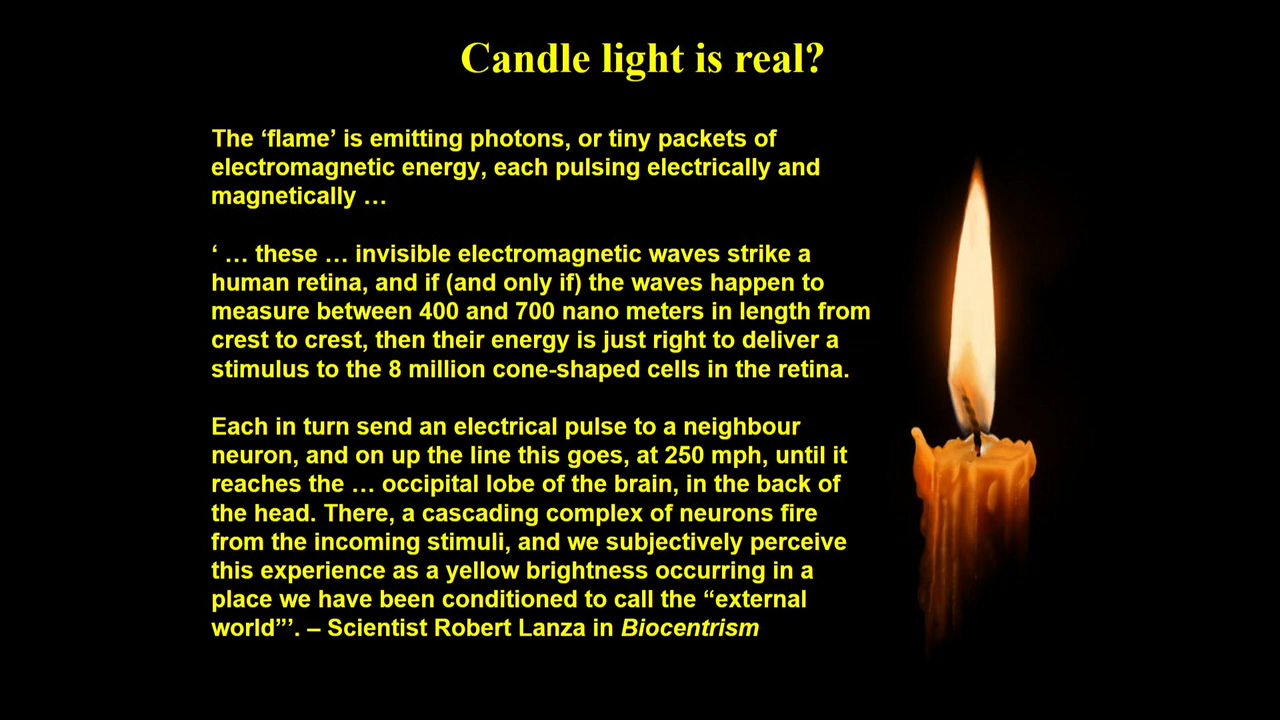 Candle light is real?
The ‘flame’ is emitting photons, or tiny packets of
electromagnetic energy, each pulsing electrically and
magnetically …
‘ … these … invisible electromagnetic waves strike a
human retina, and if (and only if) the waves happen to
measure between 400 and 700 nano meters in length from
crest to crest, then their energy is just right to deliver a
stimulus to the 8 million cone-shaped cells in the retina.
Each in turn send an electrical pulse to a neighbour
neuron, and on up the line this goes, at 250 mph, until it
reaches the … occipital lobe of the brain, in the back of
the head. There, a cascading complex of neurons fire
from the incoming stimuli, and we subjectively perceive
this experience as a yellow brightness occurring in a
place we have been conditioned to call the “external
world”’. – Scientist Robert Lanza in Biocentrism